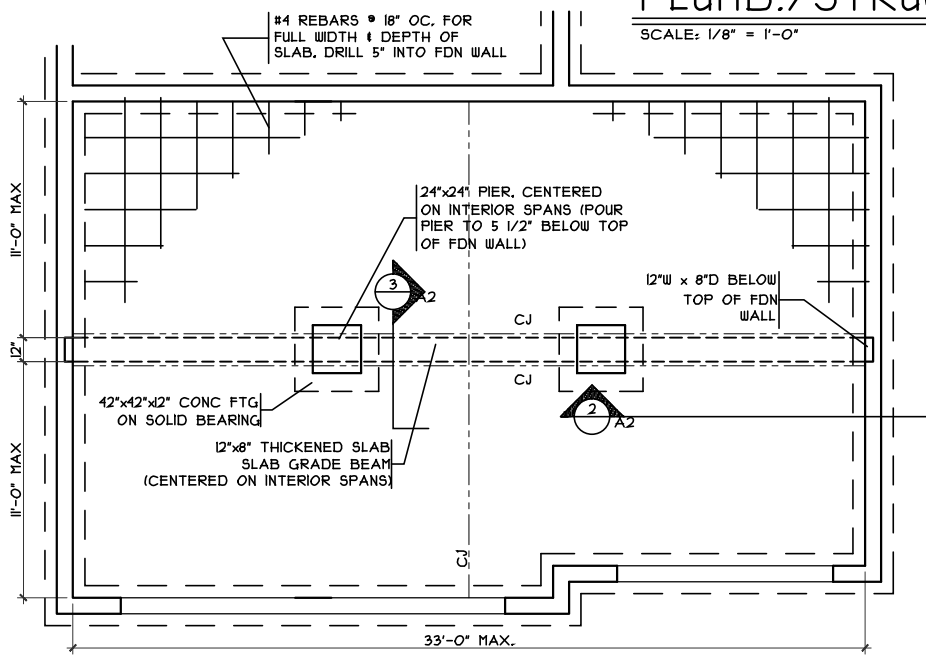 SCALE: 1/8" = 1'-0"
#4 REBARS @ 18" OC, FOR
FULL WIDTH & DEPTH OF
SLAB. DRILL 5" INTO FDN WALL
11'-0" MAX
24"x24" PIER, CENTERED
ON INTERIOR SPANS (POUR
PIER TO 5 1/2" BELOW TOP
OF FDN WALL)
3
A2
12"W x 8"D BELOW
TOP OF FDN
WALL
CJ
12"
CJ
42"x42"x12" CONC FTG
ON SOLID BEARING
2
A2
12"x8" THICKENED SLAB
SLAB GRADE BEAM
(CENTERED ON INTERIOR SPANS)
11'-0" MAX
CJ
33'-0" MAX.